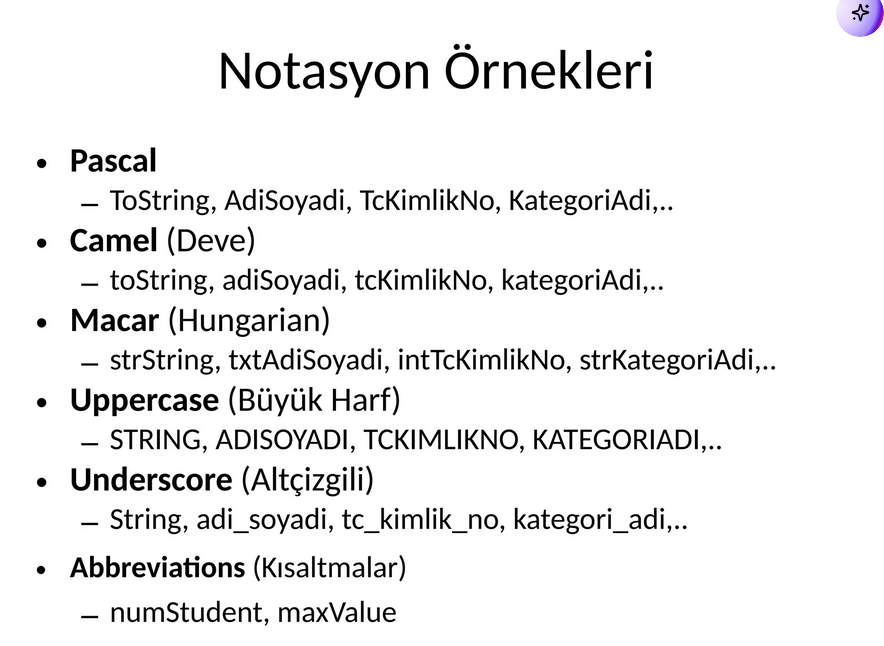 Notasyon Örnekleri
• Pascal
– ToString, AdiSoyadi, TcKimlikNo, KategoriAdi,..
• Camel (Deve)
– toString, adiSoyadi, tcKimlikNo, kategoriAdi,..
• Macar (Hungarian)
– strString, txtAdiSoyadi, intTcKimlikNo, strKategoriAdi,..
• Uppercase (Büyük Harf)
– STRING, ADISOYADI, TCKIMLIKNO, KATEGORIADI,..
• Underscore (Altçizgili)
– String, adi_soyadi, tc_kimlik_no, kategori_adi,..
• Abbreviations (Kısaltmalar)
– numStudent, maxValue